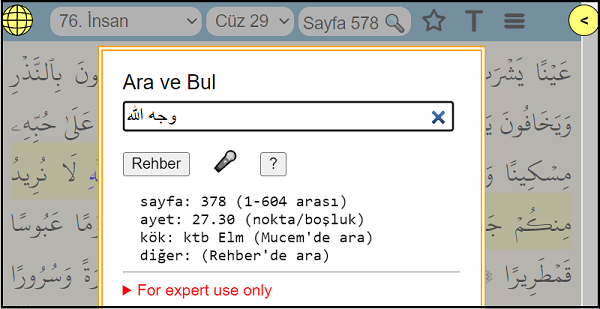 76. İnsan Cüz 29 Sayfa 578 T <
عَيْنًا يَشْرَبُ ونَ بِالنَّذْرِ
وَيَخَافُونَ عَلَىٰ حُبِّهِۦ
مِسْكِينًا لَا نُرِيدُ
مِنكُمْ جَ مًا عَبُوسًا
قَمْطَرِيرًا رَةً وَسُرُورًا
Ara ve Bul
وجه الله
Rehber ?
sayfa: 378 (1-604 arası)
ayet: 27.30 (nokta/boşluk)
kök: ktb Elm (Mucem'de ara)
diğer: (Rehber'de ara)
For expert use only